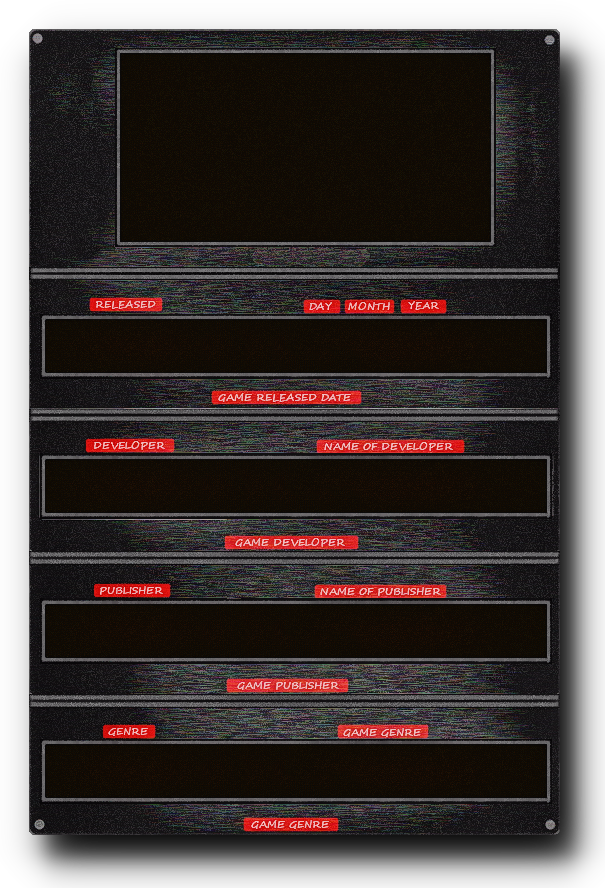 RELEASED DAY MONTH YEAR
GAME RELEASED DATE
DEVELOPER NAME OF DEVELOPER
GAME DEVELOPER
PUBLISHER NAME OF PUBLISHER
GAME PUBLISHER
GENRE GAME GENRE
GAME GENRE